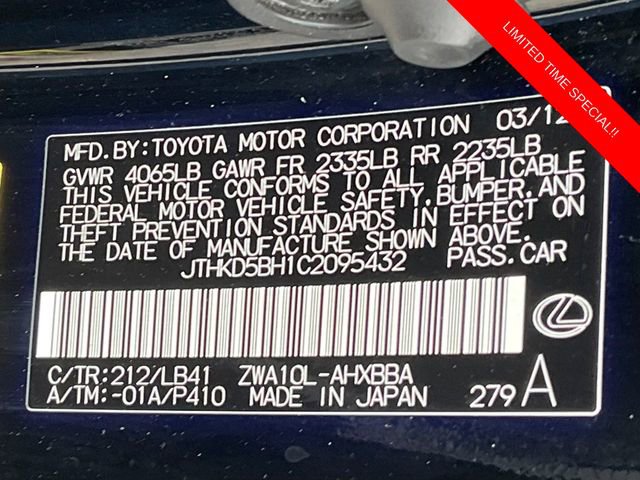 LIMITED TIME SPECIAL!!
MFD. BY: TOYOTA MOTOR CORPORATION 03/12
GVWR 4065LB GAWR FR 2335LB RR 2235LB
THIS VEHICLE CONFORMS TO ALL APPLICABLE
FEDERAL MOTOR VEHICLE SAFETY, BUMPER, AND
THEFT PREVENTION STANDARDS IN EFFECT ON
THE DATE OF MANUFACTURE SHOWN ABOVE.
JTHKD5BH1C2095432 PASS. CAR
C/TR: 212/LB41 ZWA10L-AHXBBA
A/TM: -01A/P410 MADE IN JAPAN 279 A